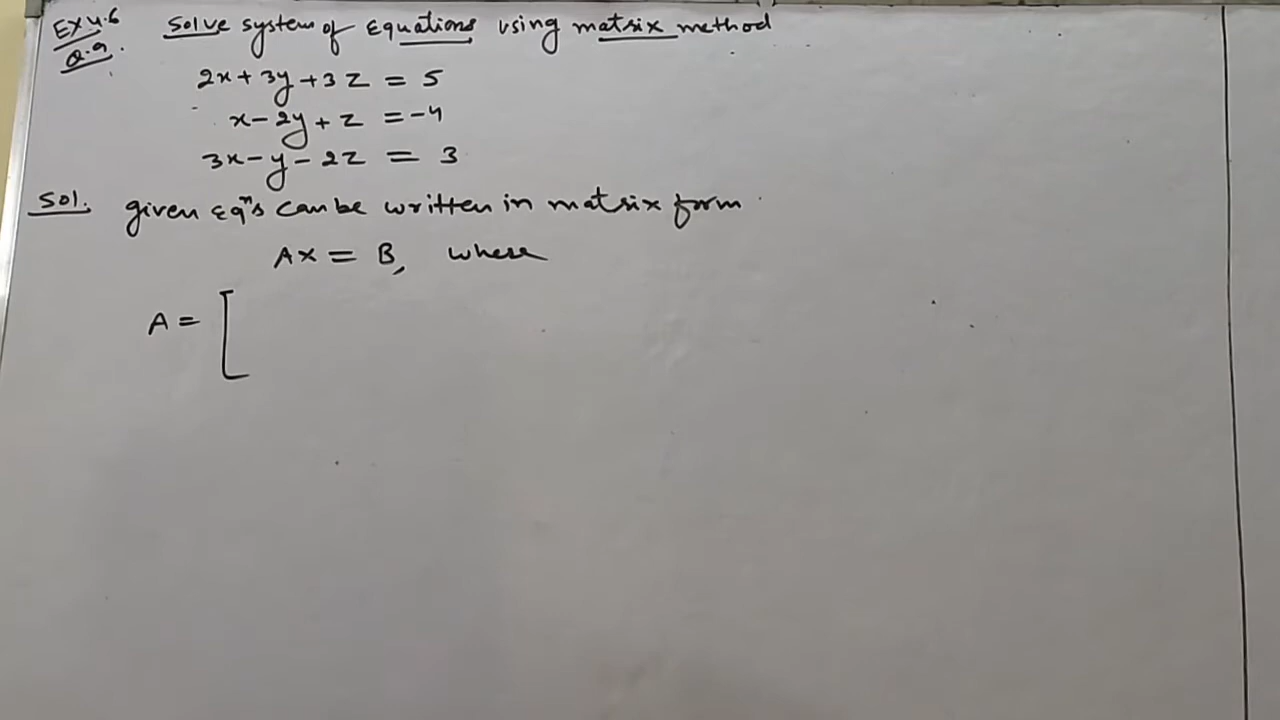 EX 4.6 Solve system of Equations using matrix method
Q.9.
2x + 3y + 3z = 5
x - 2y + z = -4
3x - y - 2z = 3
Sol. given Eqⁿs can be written in matrix form
AX = B, where
A = [